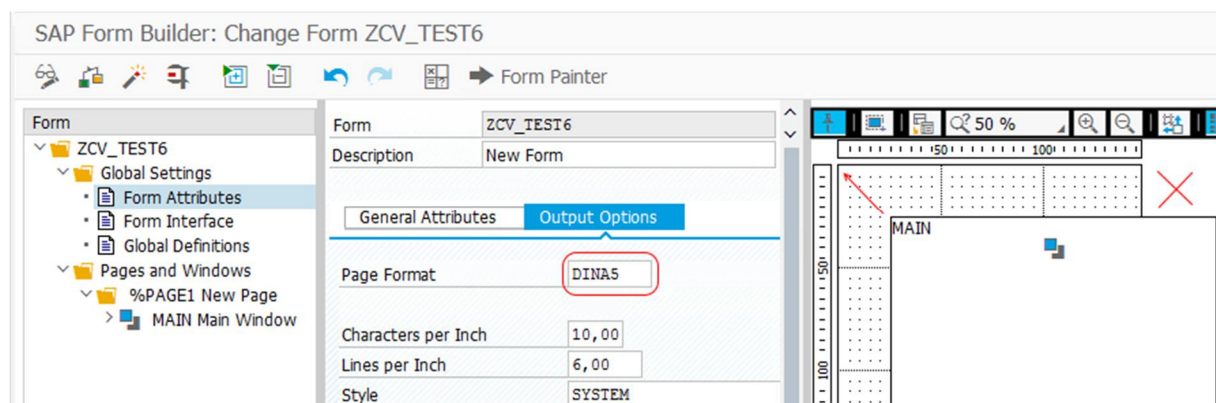 SAP Form Builder: Change Form ZCV_TEST6
Form Painter
Form
ZCV_TEST6
Global Settings
Form Attributes
Form Interface
Global Definitions
Pages and Windows
%PAGE1 New Page
MAIN Main Window
Form ZCV_TEST6
Description New Form
General Attributes Output Options
Page Format DINA5
Characters per Inch 10,00
Lines per Inch 6,00
Style SYSTEM
50 %
50 100
MAIN
50
100